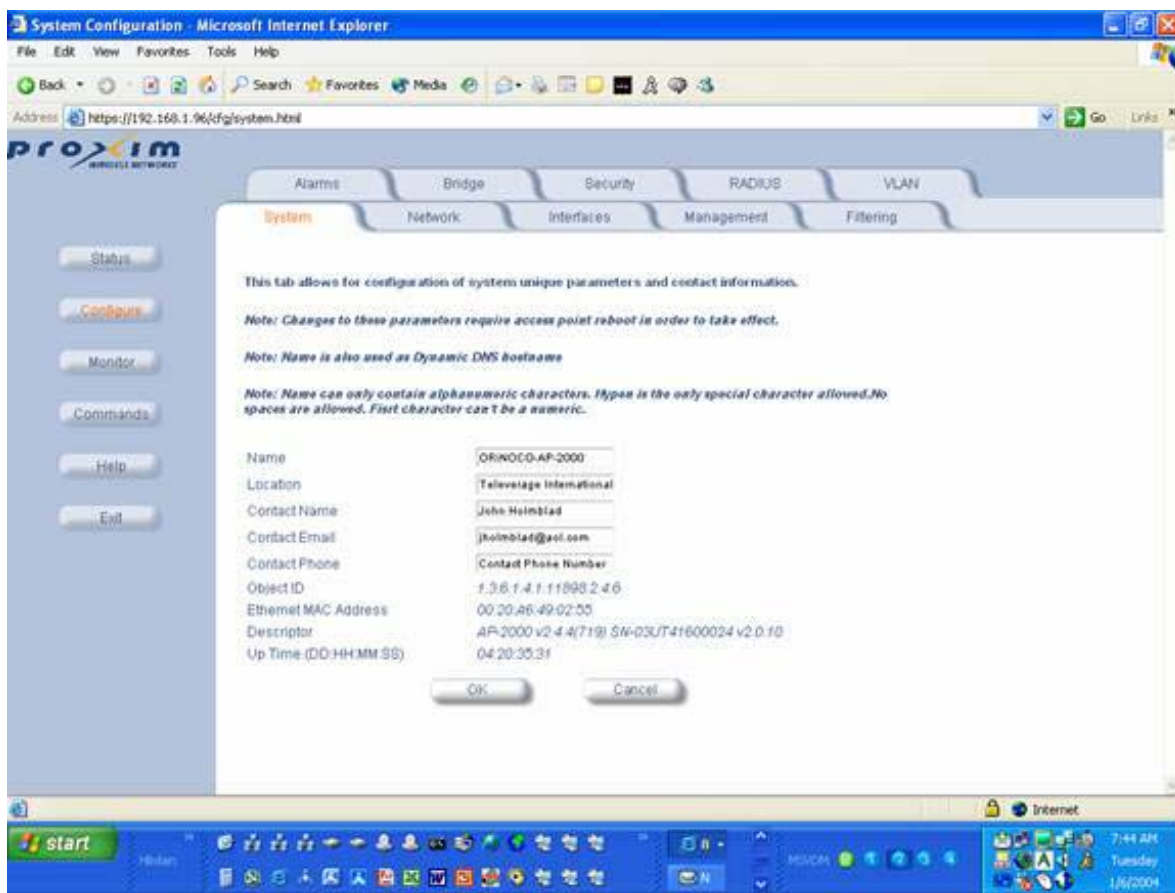 System Configuration - Microsoft Internet Explorer
File Edit View Favorites Tools Help
Back Search Favorites Media
Address https://192.168.1.96/cfg/system.html Go Links
proxim
WIRELESS NETWORKS
Alarms Bridge Security RADIUS VLAN
System Network Interfaces Management Filtering
Status
Configure
Monitor
Commands
Help
Exit
This tab allows for configuration of system unique parameters and contact information.
Note: Changes to these parameters require access point reboot in order to take effect.
Note: Name is also used as Dynamic DNS hostname
Note: Name can only contain alphanumeric characters. Hypen is the only special character allowed.No
spaces are allowed. Fisrt character can't be a numeric.
Name ORiNOCO-AP-2000
Location Televerage International
Contact Name John Holmblad
Contact Email jholmblad@aol.com
Contact Phone Contact Phone Number
Object ID 1.3.6.1.4.1.11898.2.4.6
Ethernet MAC Address 00:20:A6:49:02:55
Descriptor AP-2000 v2.4.4(719) SN-03UT41600024 v2.0.10
Up Time (DD:HH:MM:SS) 04:20:35:31
OK Cancel
Internet
start
MSVDM
7:44 AM
Tuesday
1/6/2004